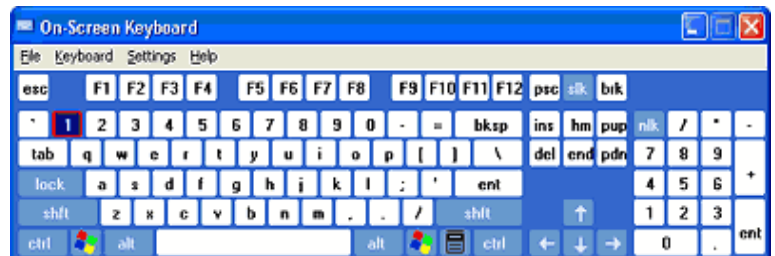 On-Screen Keyboard
File Keyboard Settings Help
esc F1 F2 F3 F4 F5 F6 F7 F8 F9 F10 F11 F12 psc slk brk
` 1 2 3 4 5 6 7 8 9 0 - = bksp ins hm pup nlk / * -
tab q w e r t y u i o p [ ] \ del end pdn 7 8 9 +
lock a s d f g h j k l ; ' ent 4 5 6
shft z x c v b n m , . / shft ↑ 1 2 3 ent
ctrl alt alt ctrl ← ↓ → 0 .